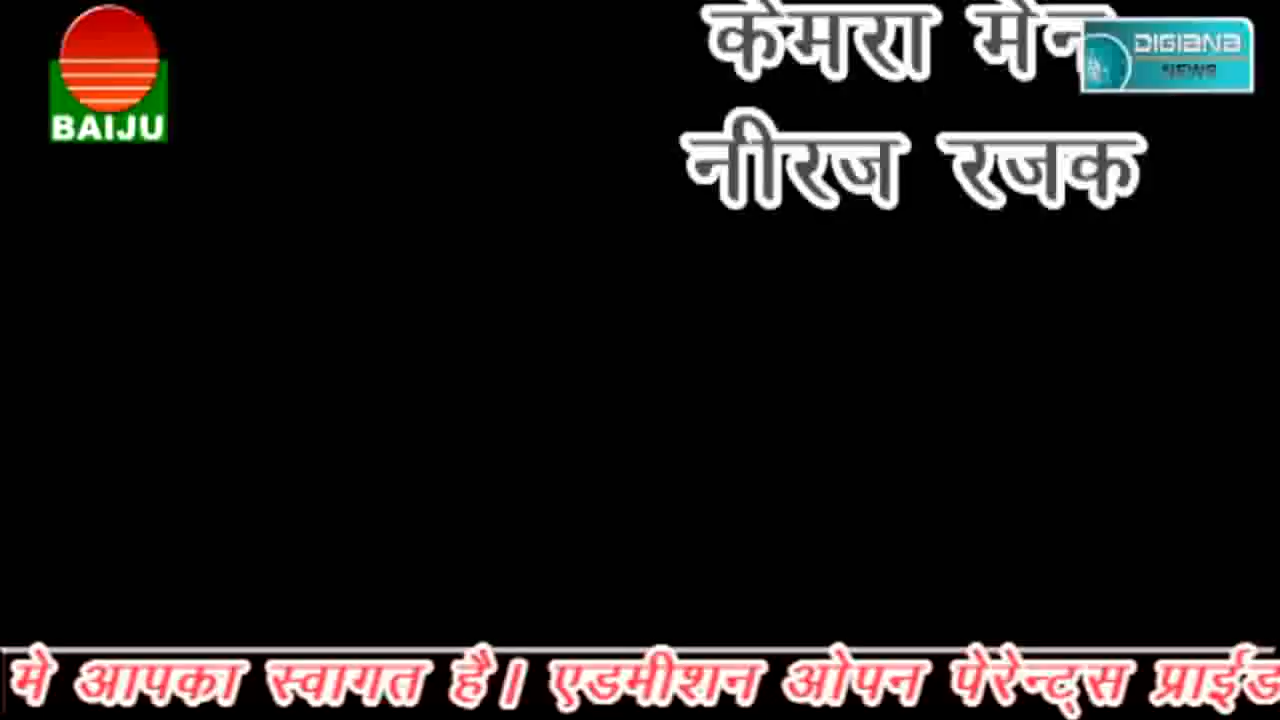 कैमरा मैन
DIGIANA
NEWS
BAIJU
नीरज रजक
मे आपका स्वागत है। एडमीशन ओपन पेरेन्ट्स प्राईड